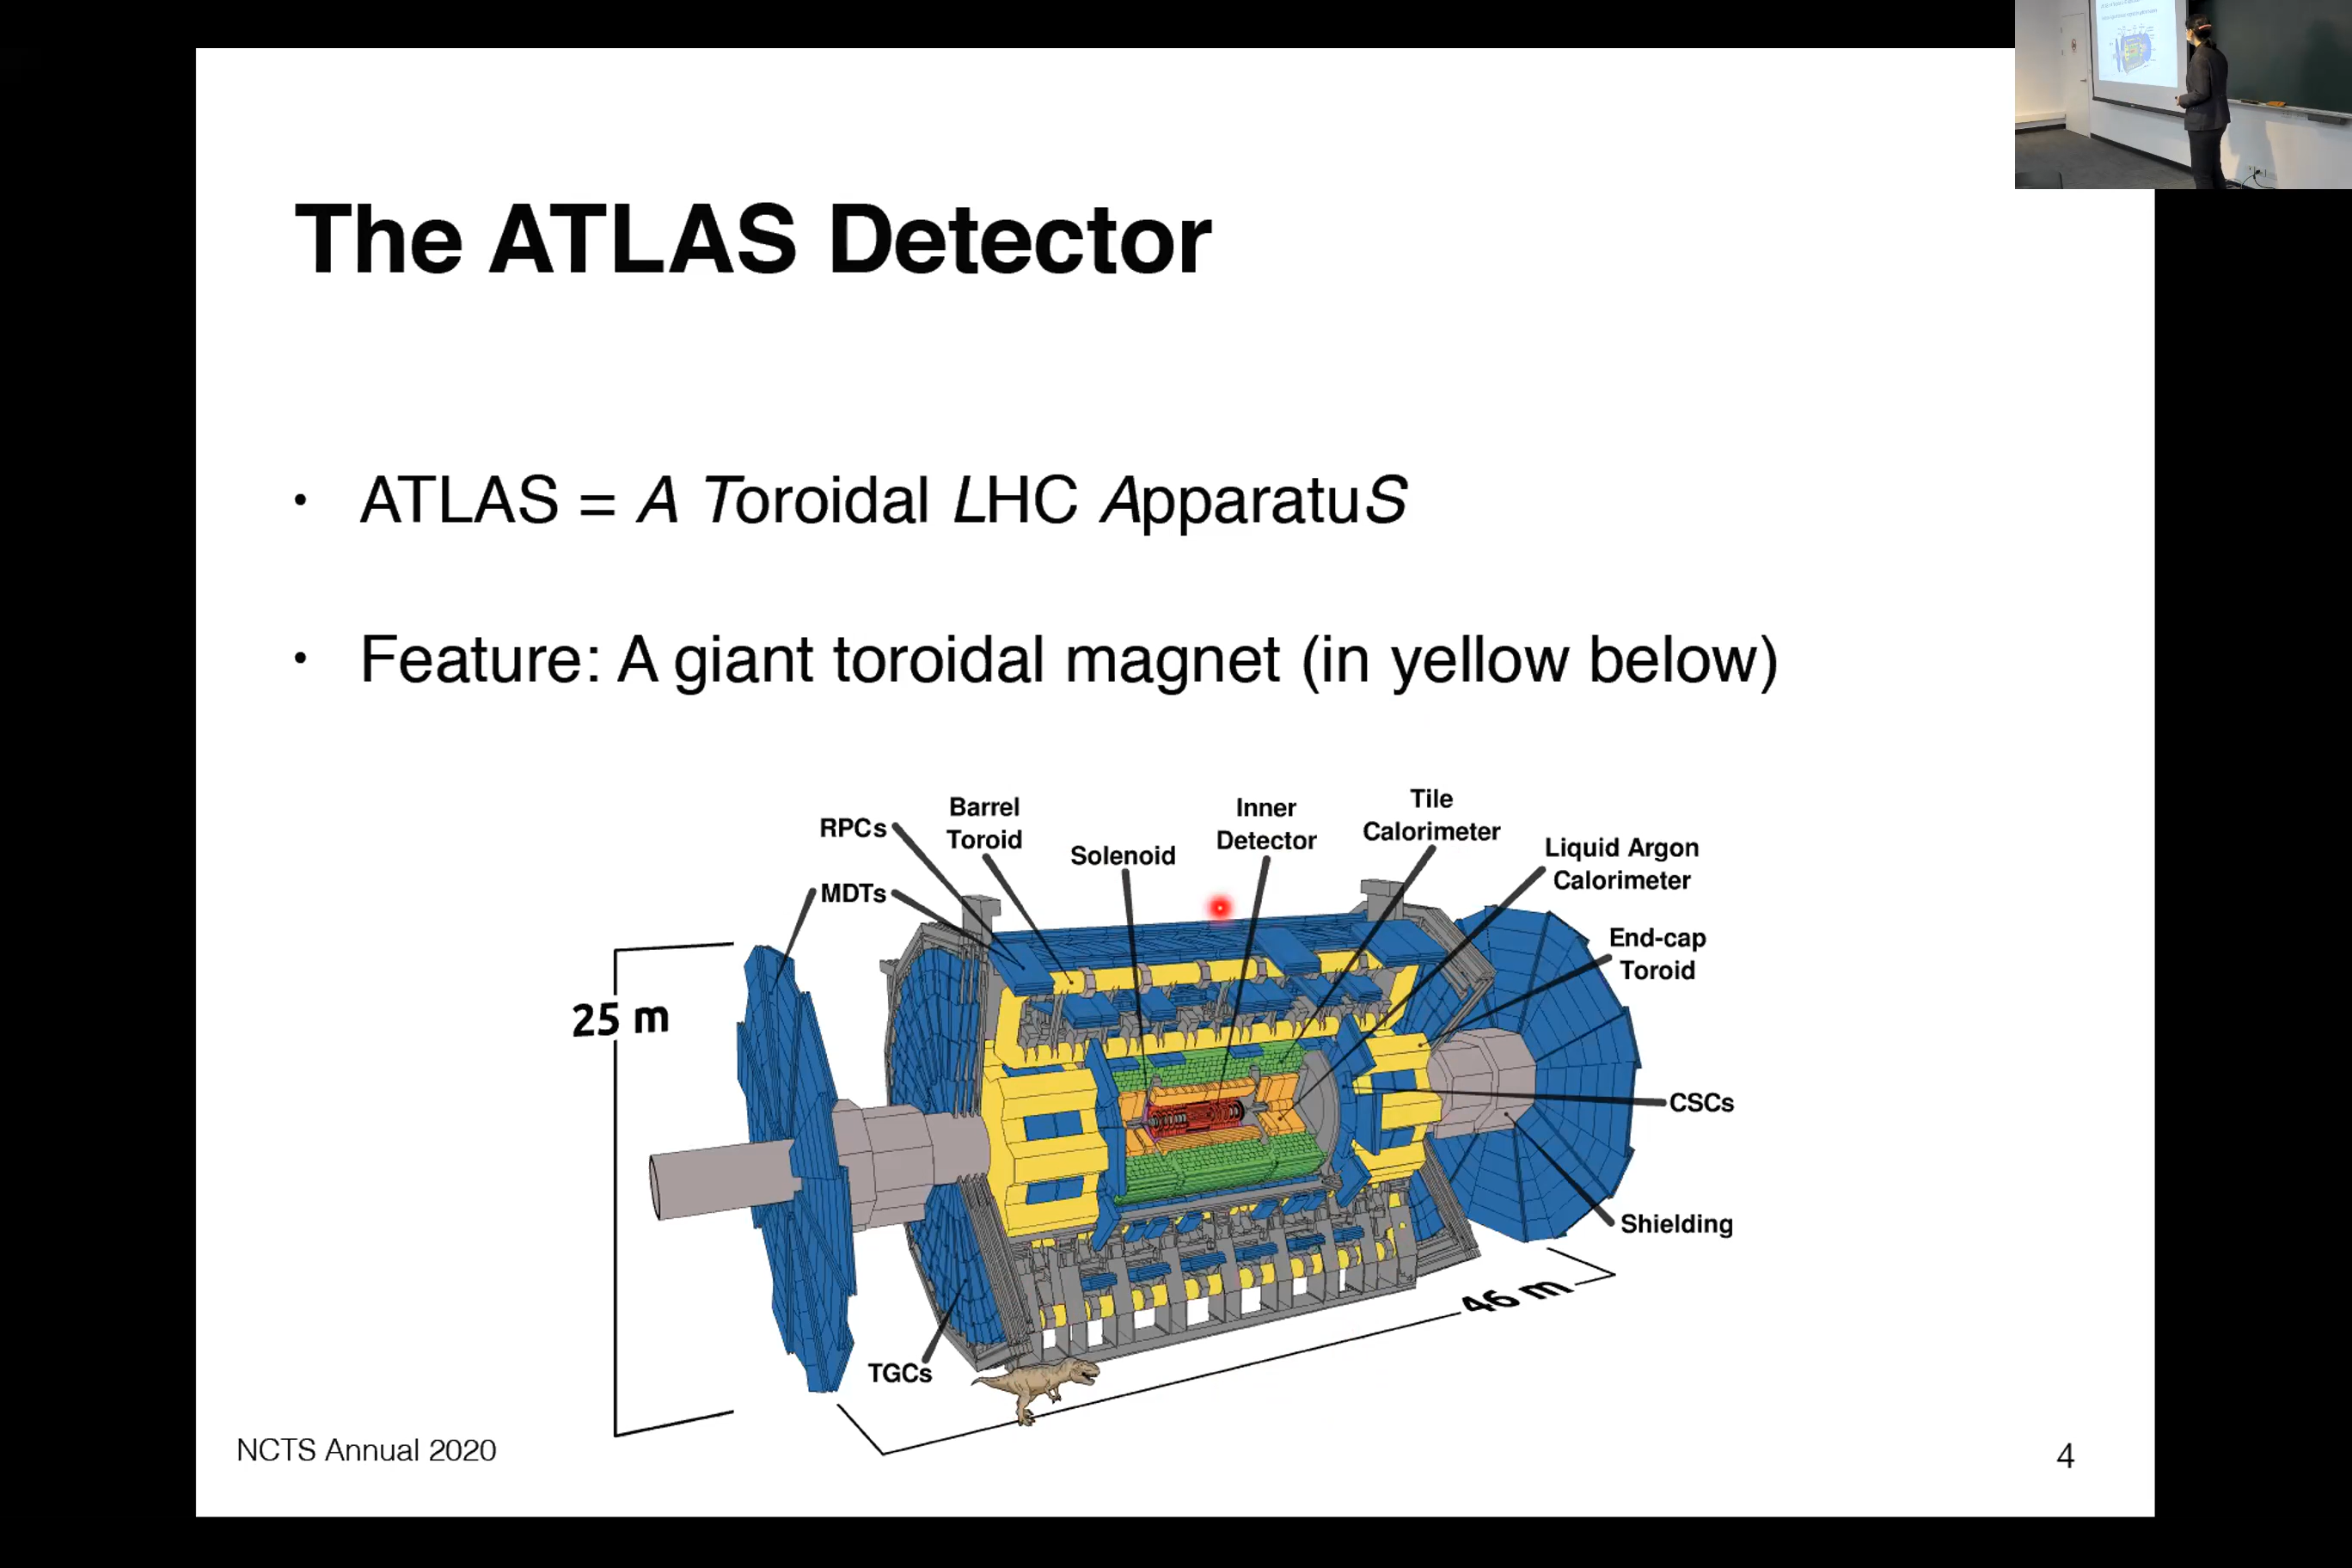 The ATLAS Detector
• ATLAS = A Toroidal LHC ApparatuS
• Feature: A giant toroidal magnet (in yellow below)
RPCs
Barrel
Toroid
Solenoid
Inner
Detector
Tile
Calorimeter
Liquid Argon
Calorimeter
MDTs
End-cap
Toroid
25 m
CSCs
Shielding
46 m
TGCs
NCTS Annual 2020
4